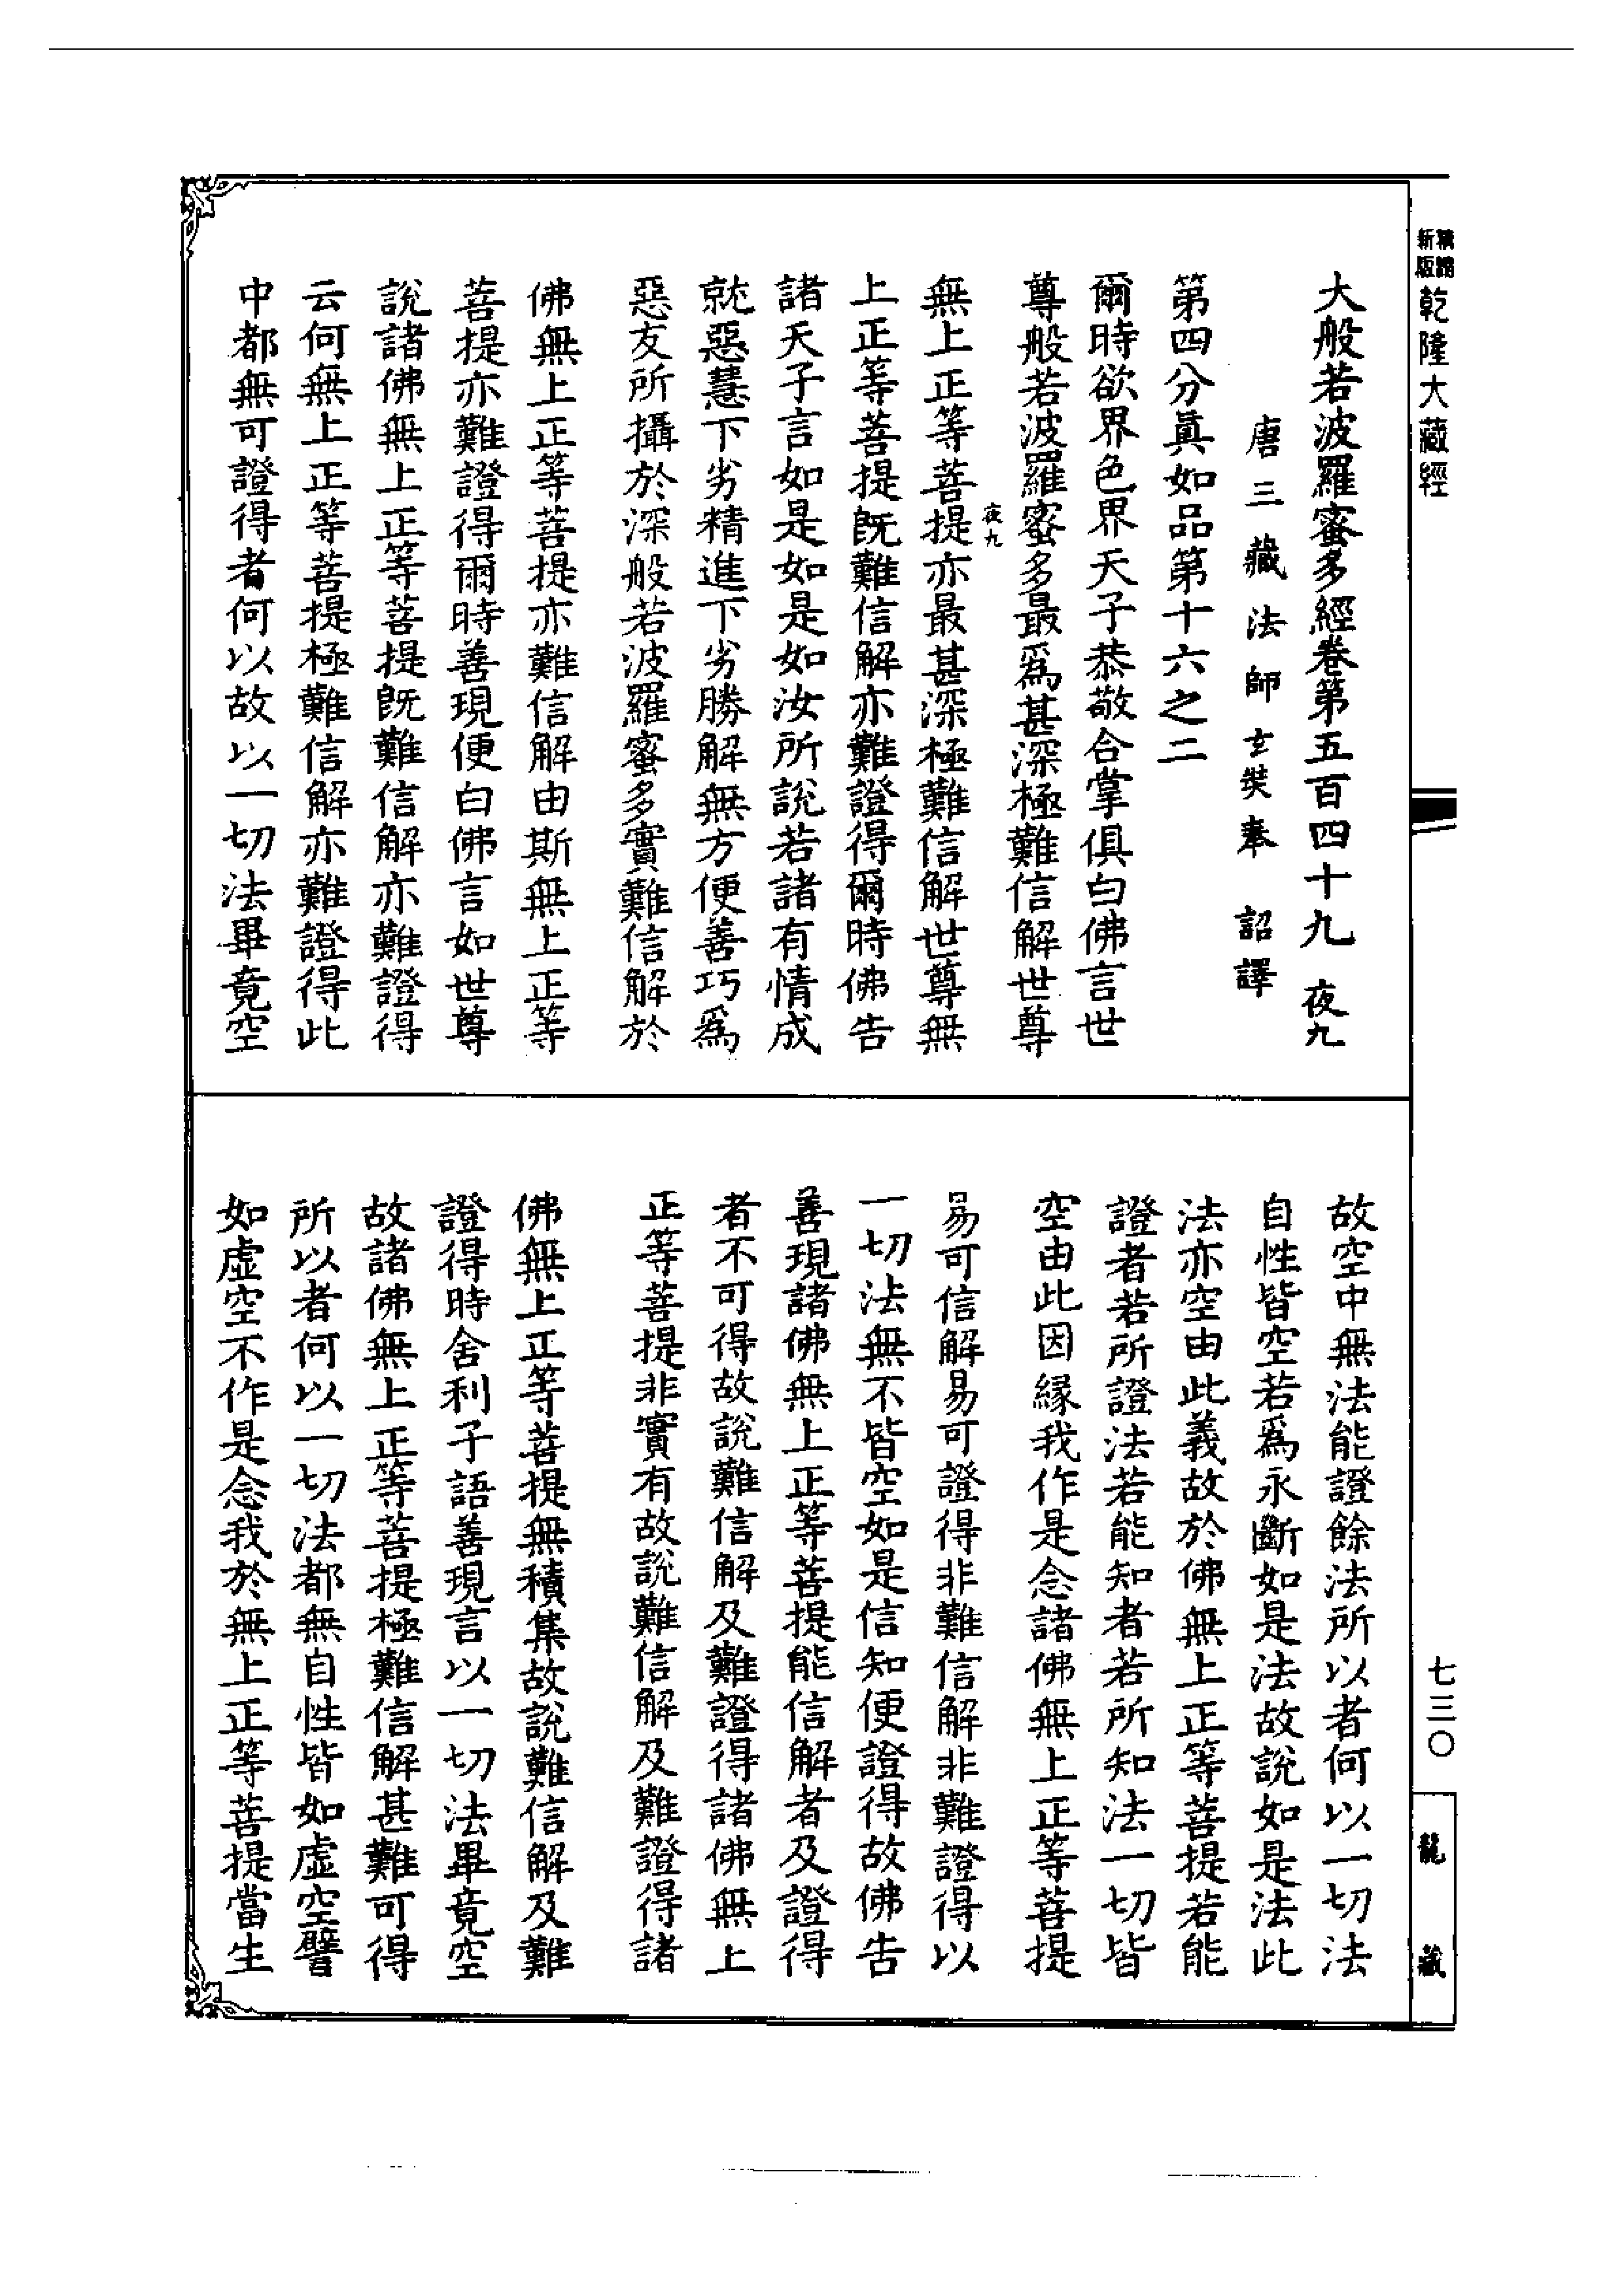 新版精縮乾隆大藏經
七三〇
龍藏
大般若波羅蜜多經卷第五百四十九 夜九
唐三藏法師玄奘奉 詔譯
第四分眞如品第十六之二
爾時欲界色界天子恭敬合掌俱白佛言世
尊般若波羅蜜多最爲甚深極難信解世尊
夜九
無上正等菩提亦最甚深極難信解世尊無
上正等菩提既難信解亦難證得爾時佛告
諸天子言如是如是如汝所說若諸有情成
就惡慧下劣精進下劣勝解無方便善巧爲
惡友所攝於深般若波羅蜜多實難信解於
佛無上正等菩提亦難信解由斯無上正等
菩提亦難證得爾時善現便白佛言如世尊
說諸佛無上正等菩提既難信解亦難證得
云何無上正等菩提極難信解亦難證得此
中都無可證得者何以故以一切法畢竟空
故空中無法能證餘法所以者何以一切法
自性皆空若爲永斷如是法故說如是法此
法亦空由此義故於佛無上正等菩提若能
證者若所證法若能知者若所知法一切皆
空由此因緣我作是念諸佛無上正等菩提
易可信解易可證得非難信解非難證得以
一切法無不皆空如是信知便證得故佛告
善現諸佛無上正等菩提能信解者及證得
者不可得故說難信解及難證得諸佛無上
正等菩提非實有故說難信解及難證得諸
佛無上正等菩提無積集故說難信解及難
證得時舍利子語善現言以一切法畢竟空
故諸佛無上正等菩提極難信解甚難可得
所以者何以一切法都無自性皆如虛空譬
如虛空不作是念我於無上正等菩提當生